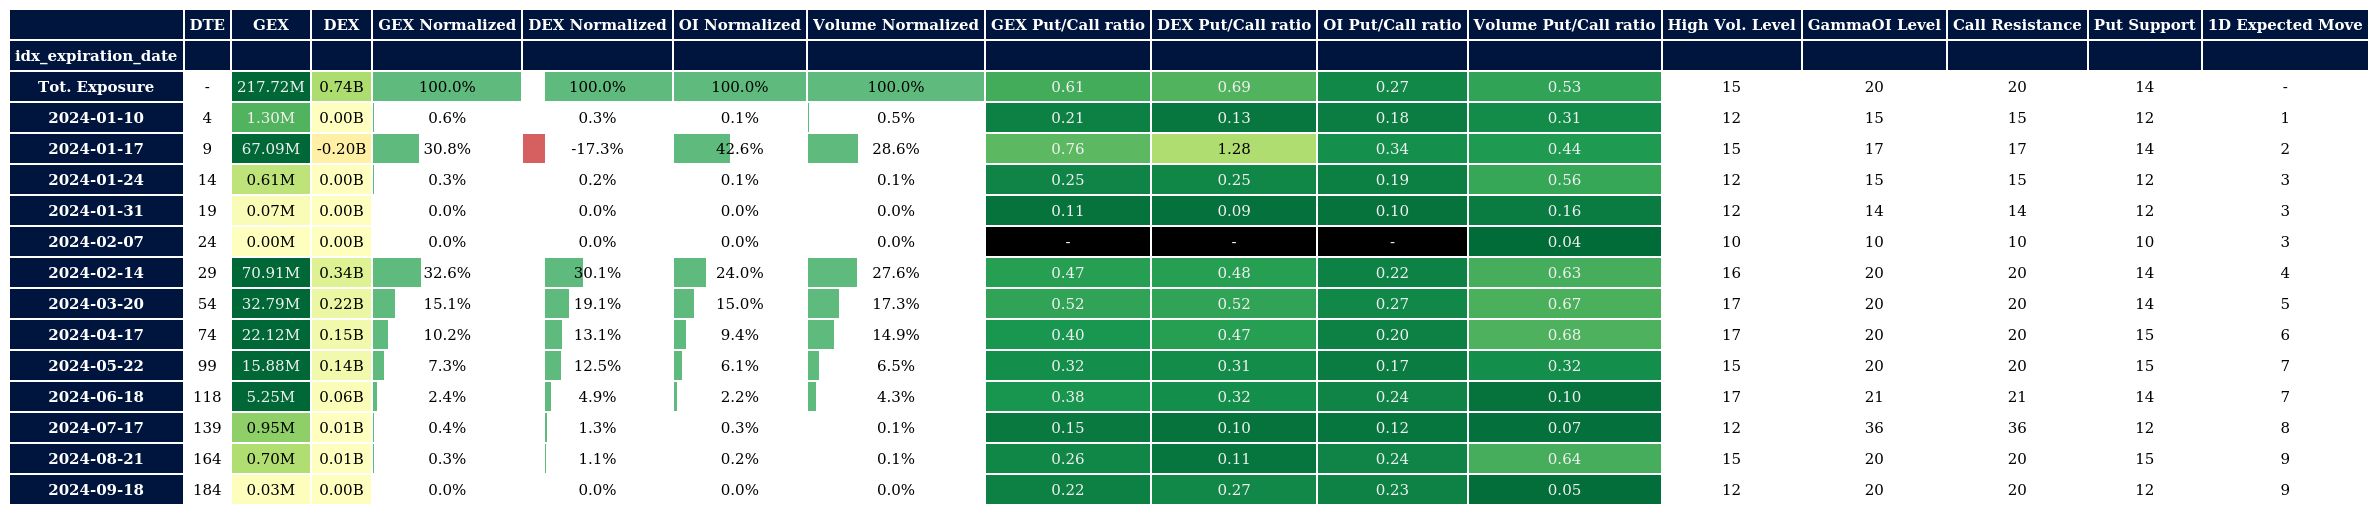 DTE GEX DEX GEX Normalized DEX Normalized OI Normalized Volume Normalized GEX Put/Call ratio DEX Put/Call ratio OI Put/Call ratio Volume Put/Call ratio High Vol. Level GammaOI Level Call Resistance Put Support 1D Expected Move
idx_expiration_date
Tot. Exposure - 217.72M 0.74B 100.0% 100.0% 100.0% 100.0% 0.61 0.69 0.27 0.53 15 20 20 14 -
2024-01-10 4 1.30M 0.00B 0.6% 0.3% 0.1% 0.5% 0.21 0.13 0.18 0.31 12 15 15 12 1
2024-01-17 9 67.09M -0.20B 30.8% -17.3% 42.6% 28.6% 0.76 1.28 0.34 0.44 15 17 17 14 2
2024-01-24 14 0.61M 0.00B 0.3% 0.2% 0.1% 0.1% 0.25 0.25 0.19 0.56 12 15 15 12 3
2024-01-31 19 0.07M 0.00B 0.0% 0.0% 0.0% 0.0% 0.11 0.09 0.10 0.16 12 14 14 12 3
2024-02-07 24 0.00M 0.00B 0.0% 0.0% 0.0% 0.0% - - - 0.04 10 10 10 10 3
2024-02-14 29 70.91M 0.34B 32.6% 30.1% 24.0% 27.6% 0.47 0.48 0.22 0.63 16 20 20 14 4
2024-03-20 54 32.79M 0.22B 15.1% 19.1% 15.0% 17.3% 0.52 0.52 0.27 0.67 17 20 20 14 5
2024-04-17 74 22.12M 0.15B 10.2% 13.1% 9.4% 14.9% 0.40 0.47 0.20 0.68 17 20 20 15 6
2024-05-22 99 15.88M 0.14B 7.3% 12.5% 6.1% 6.5% 0.32 0.31 0.17 0.32 15 20 20 15 7
2024-06-18 118 5.25M 0.06B 2.4% 4.9% 2.2% 4.3% 0.38 0.32 0.24 0.10 17 21 21 14 7
2024-07-17 139 0.95M 0.01B 0.4% 1.3% 0.3% 0.1% 0.15 0.10 0.12 0.07 12 36 36 12 8
2024-08-21 164 0.70M 0.01B 0.3% 1.1% 0.2% 0.1% 0.26 0.11 0.24 0.64 15 20 20 15 9
2024-09-18 184 0.03M 0.00B 0.0% 0.0% 0.0% 0.0% 0.22 0.27 0.23 0.05 12 20 20 12 9